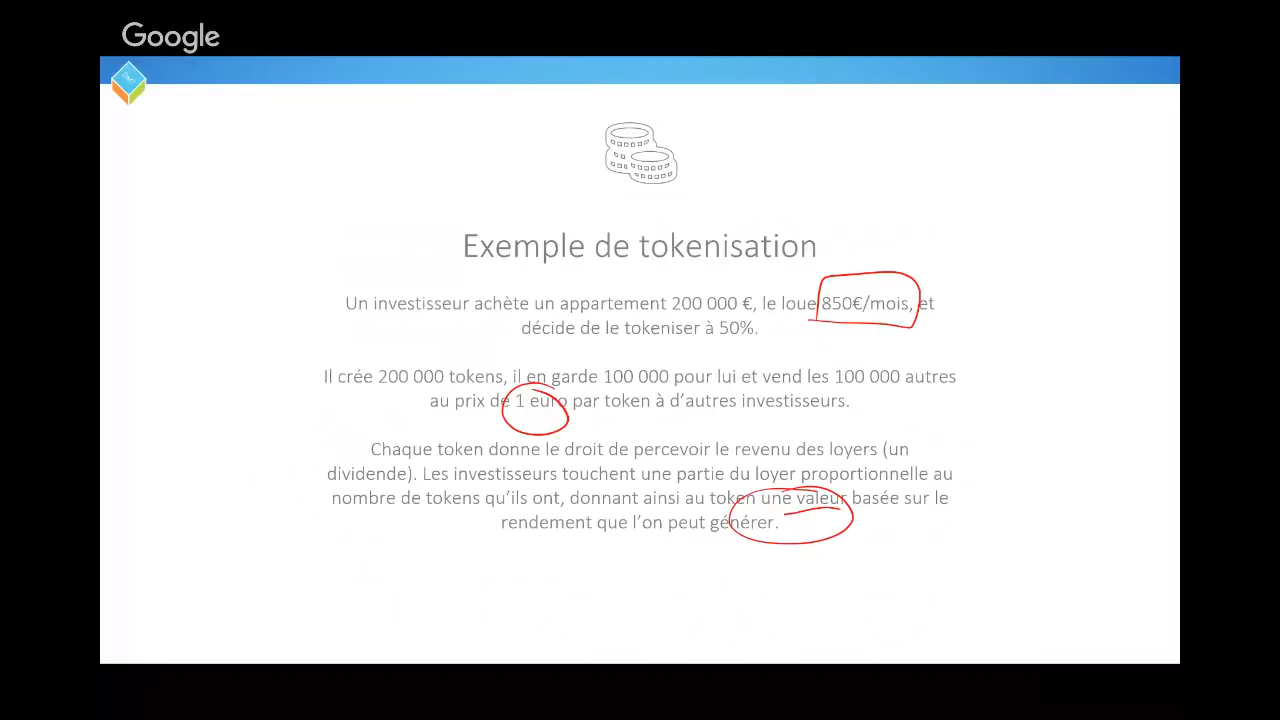 Google
Exemple de tokenisation
Un investisseur achète un appartement 200 000 €, le loue 850€/mois, et
décide de le tokeniser à 50%.
Il crée 200 000 tokens, il en garde 100 000 pour lui et vend les 100 000 autres
au prix de 1 euro par token à d’autres investisseurs.
Chaque token donne le droit de percevoir le revenu des loyers (un
dividende). Les investisseurs touchent une partie du loyer proportionnelle au
nombre de tokens qu’ils ont, donnant ainsi au token une valeur basée sur le
rendement que l’on peut générer.